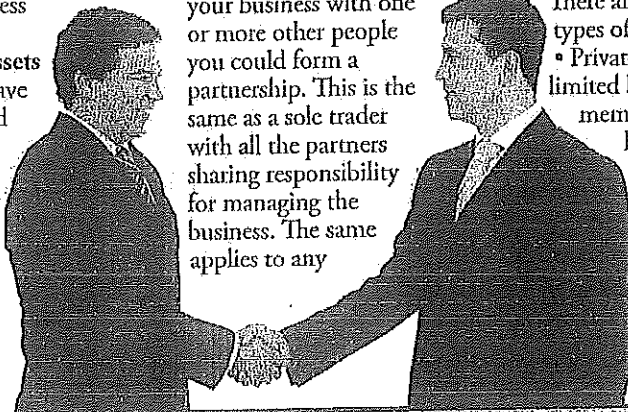 ess
ssets
ave
your business with one
or more other people
you could form a
partnership. This is the
same as a sole trader
with all the partners
sharing responsibility
for managing the
business. The same
applies to any
There a
types of
• Privat
limited
mem